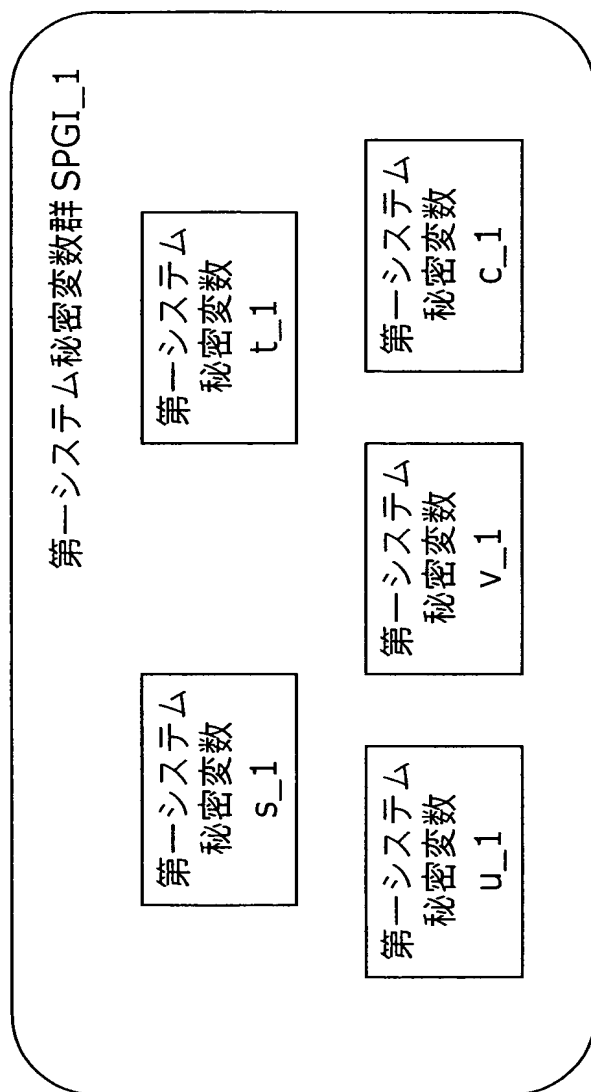 第一システム秘密変数群 SPGI_1
第一システム
秘密変数
s_1
第一システム
秘密変数
t_1
第一システム
秘密変数
u_1
第一システム
秘密変数
v_1
第一システム
秘密変数
c_1